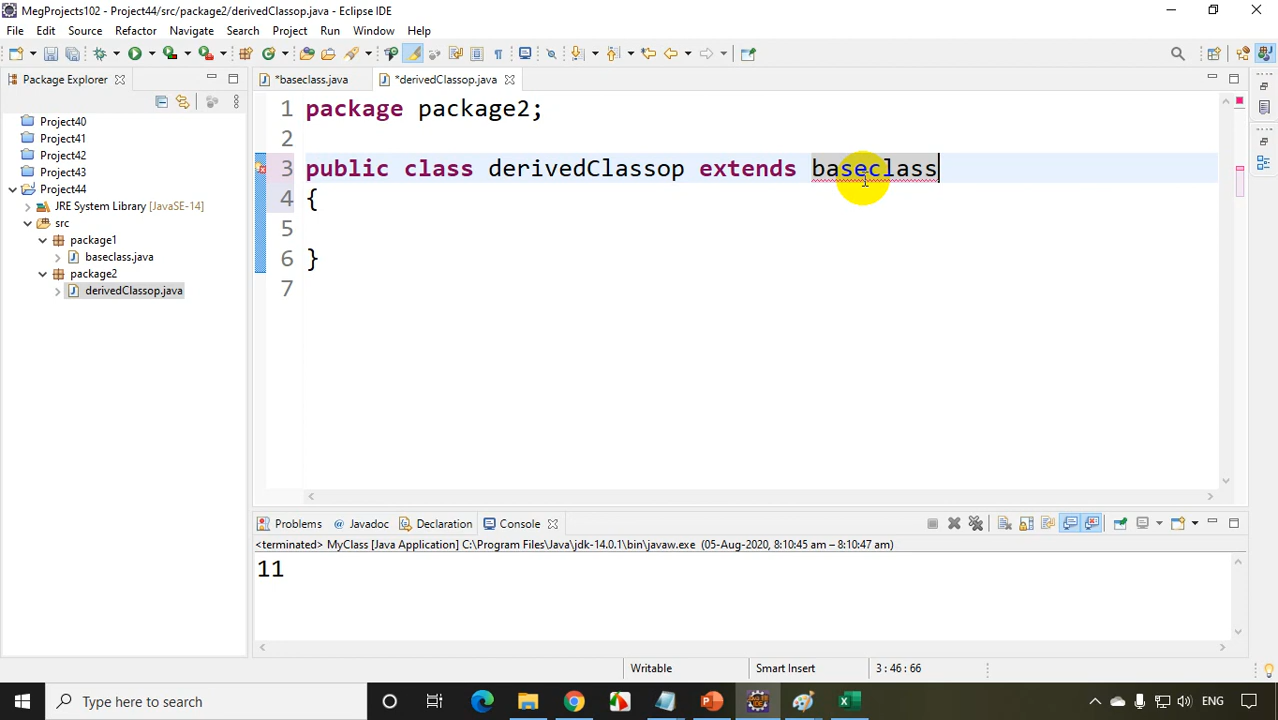 MegProjects102 - Project44/src/package2/derivedClassop.java - Eclipse IDE
File Edit Source Refactor Navigate Search Project Run Window Help
Package Explorer
*baseclass.java
*derivedClassop.java
Project40
Project41
Project42
Project43
Project44
JRE System Library [JavaSE-14]
src
package1
baseclass.java
package2
derivedClassop.java
1 package package2;
2
3 public class derivedClassop extends baseclass
4 {
5
6 }
7
Problems @ Javadoc Declaration Console
<terminated> MyClass [Java Application] C:\Program Files\Java\jdk-14.0.1\bin\javaw.exe (05-Aug-2020, 8:10:45 am – 8:10:47 am)
11
Writable Smart Insert 3 : 46 : 66
Type here to search
ENG